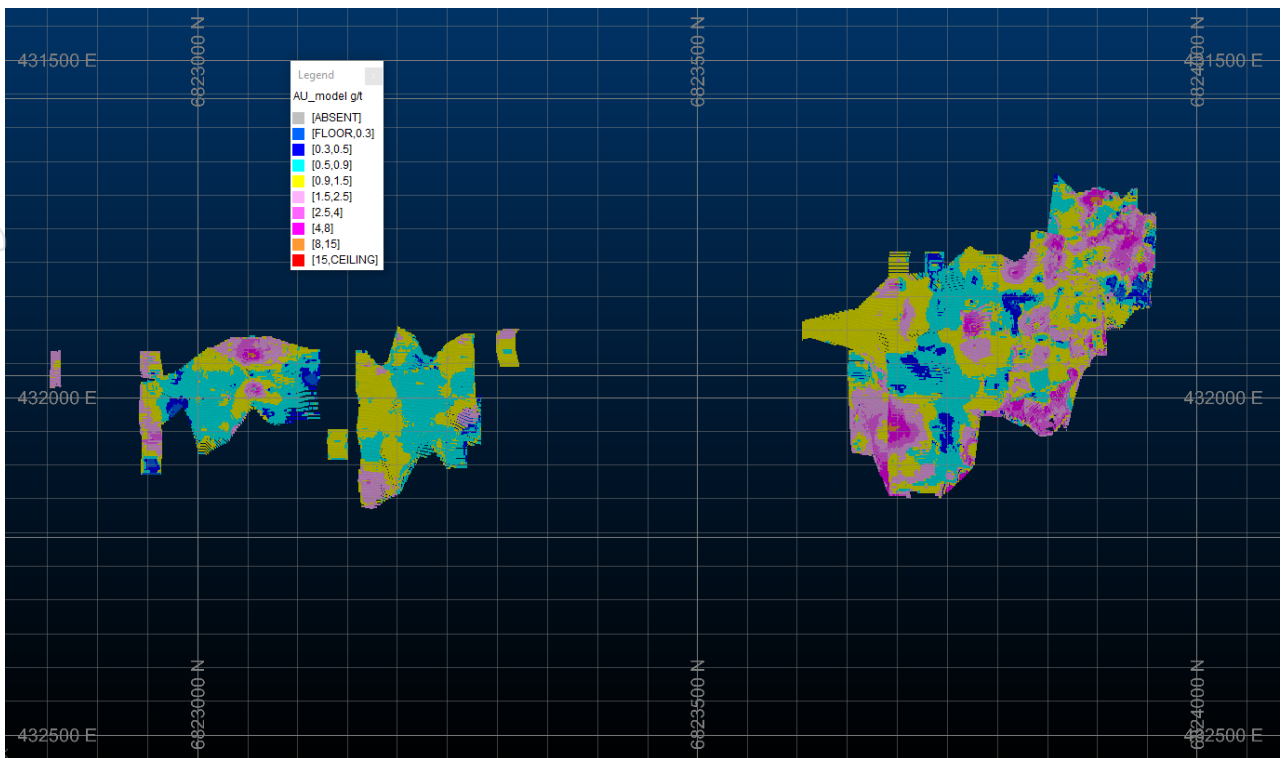 6823000 N
6823500 N
6824000 N
431500 E
431500 E
Legend
x
AU_model g/t
[ABSENT]
[FLOOR,0.3]
[0.3,0.5]
[0.5,0.9]
[0.9,1.5]
[1.5,2.5]
[2.5,4]
[4,8]
[8,15]
[15,CEILING]
432000 E
432000 E
6823000 N
6823500 N
6824000 N
432500 E
432500 E